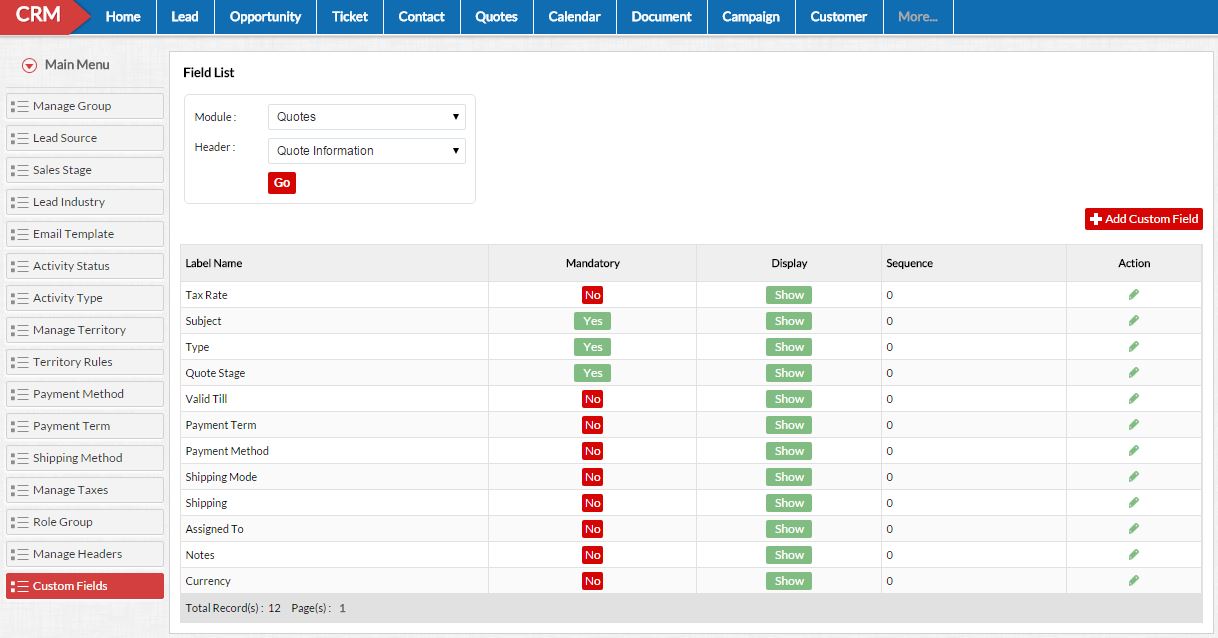 CRM Home Lead Opportunity Ticket Contact Quotes Calendar Document Campaign Customer More...
Main Menu
Manage Group
Lead Source
Sales Stage
Lead Industry
Email Template
Activity Status
Activity Type
Manage Territory
Territory Rules
Payment Method
Payment Term
Shipping Method
Manage Taxes
Role Group
Manage Headers
Custom Fields
Field List
Module : Quotes
Header : Quote Information
Go
Add Custom Field
Label Name Mandatory Display Sequence Action
Tax Rate No Show 0
Subject Yes Show 0
Type Yes Show 0
Quote Stage Yes Show 0
Valid Till No Show 0
Payment Term No Show 0
Payment Method No Show 0
Shipping Mode No Show 0
Shipping No Show 0
Assigned To No Show 0
Notes No Show 0
Currency No Show 0
Total Record(s) : 12 Page(s) : 1